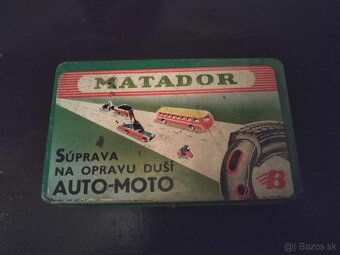 MATADOR
SÚPRAVA
NA OPRAVU DUŠÍ
AUTO-MOTO
B
© Bazos.sk